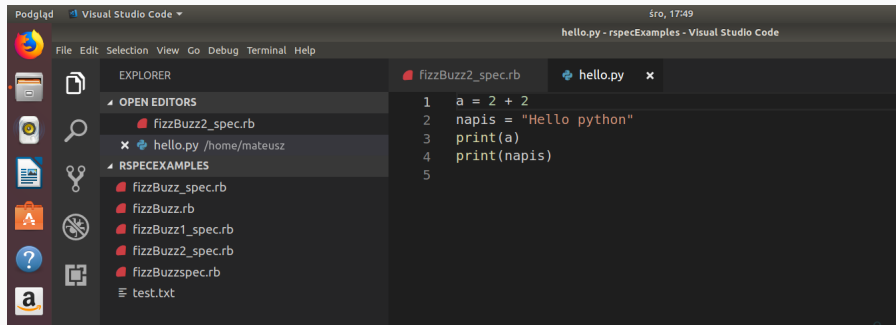 Podgląd Visual Studio Code śro, 17:49
hello.py - rspecExamples - Visual Studio Code
File Edit Selection View Go Debug Terminal Help
EXPLORER
OPEN EDITORS
fizzBuzz2_spec.rb
hello.py /home/mateusz
RSPECEXAMPLES
fizzBuzz_spec.rb
fizzBuzz.rb
fizzBuzz1_spec.rb
fizzBuzz2_spec.rb
fizzBuzzspec.rb
test.txt
fizzBuzz2_spec.rb hello.py
1 a = 2 + 2
2 napis = "Hello python"
3 print(a)
4 print(napis)
5